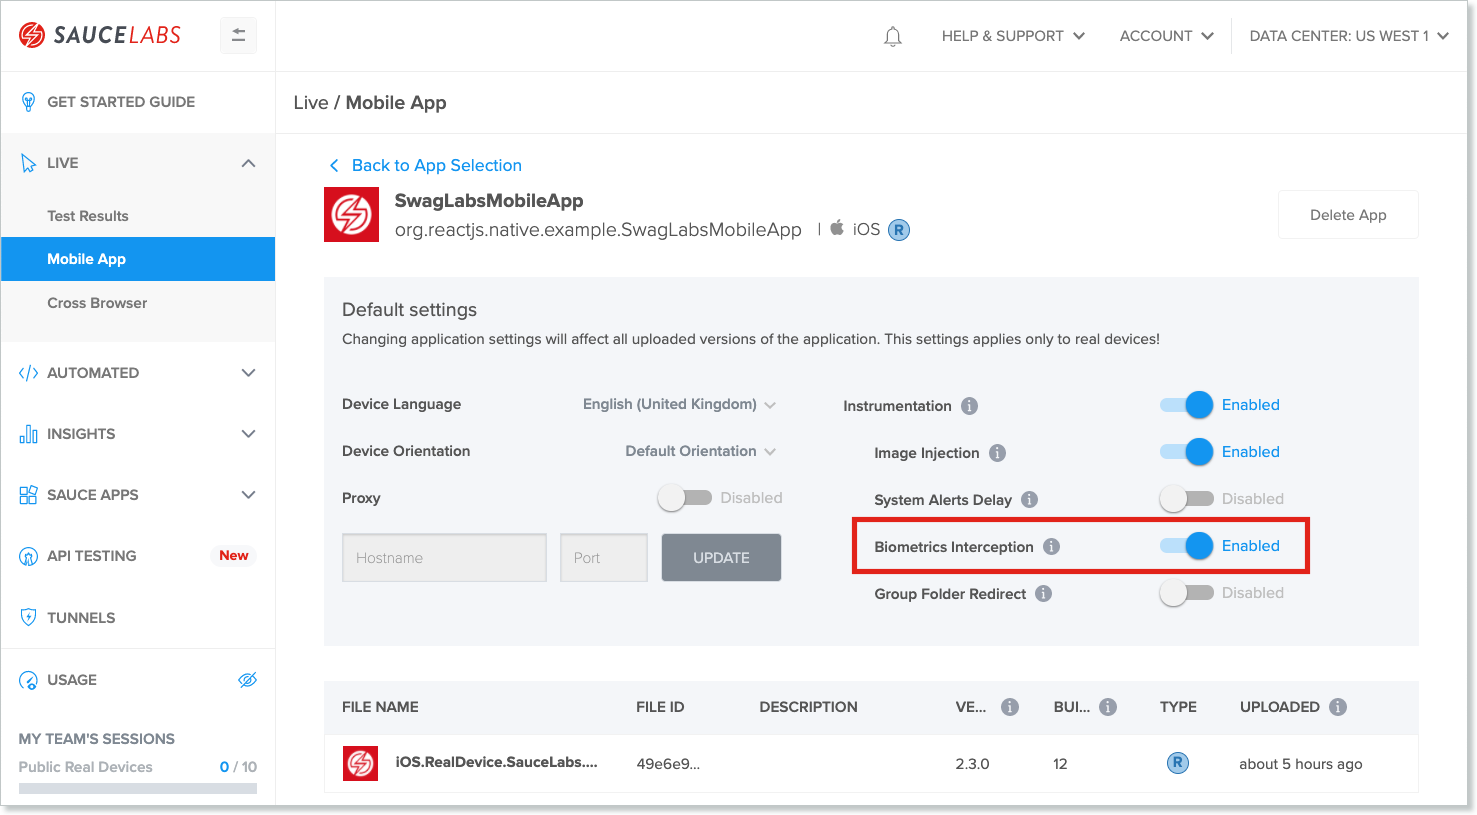 SAUCELABS
HELP & SUPPORT
ACCOUNT
DATA CENTER: US WEST 1
GET STARTED GUIDE
LIVE
Test Results
Mobile App
Cross Browser
AUTOMATED
INSIGHTS
SAUCE APPS
API TESTING New
TUNNELS
USAGE
MY TEAM'S SESSIONS
Public Real Devices 0 / 10
Live / Mobile App
Back to App Selection
SwagLabsMobileApp
org.reactjs.native.example.SwagLabsMobileApp | iOS R
Delete App
Default settings
Changing application settings will affect all uploaded versions of the application. This settings applies only to real devices!
Device Language English (United Kingdom)
Device Orientation Default Orientation
Proxy Disabled
Hostname Port UPDATE
Instrumentation i Enabled
Image Injection i Enabled
System Alerts Delay i Disabled
Biometrics Interception i Enabled
Group Folder Redirect i Disabled
FILE NAME FILE ID DESCRIPTION VE... i BUI... i TYPE UPLOADED i
iOS.RealDevice.SauceLabs.... 49e6e9... 2.3.0 12 R about 5 hours ago